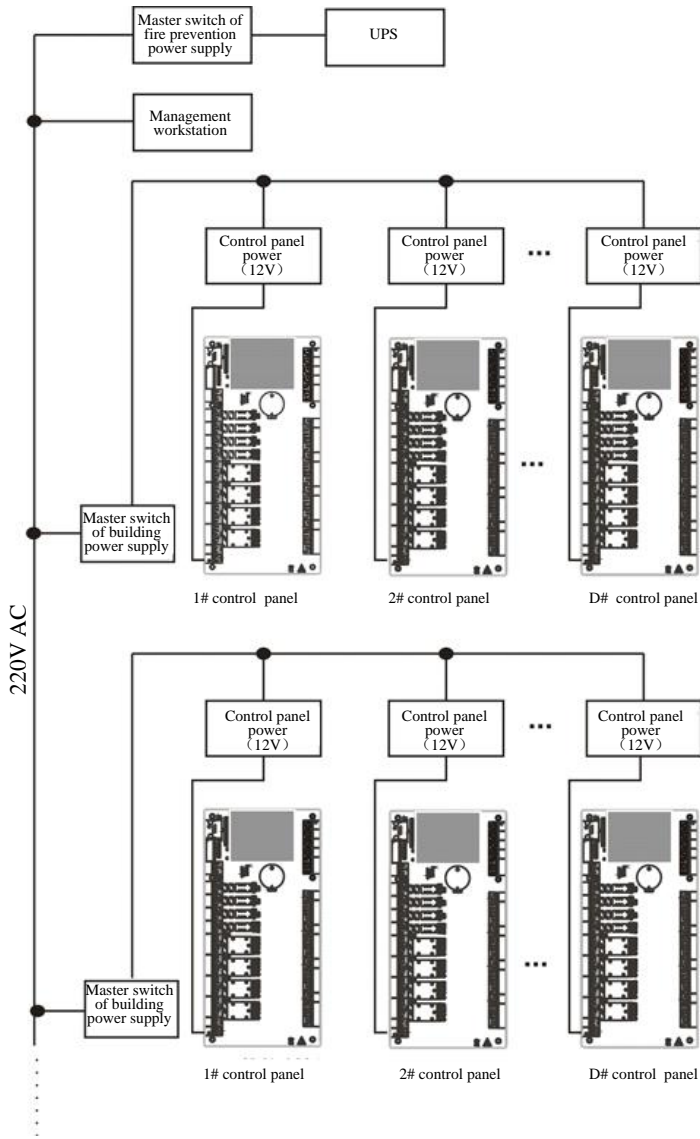 Master switch of
fire prevention
power supply
UPS
Management
workstation
Control panel
power
（12V）
Control panel
power
（12V）
...
Control panel
power
（12V）
...
Master switch
of building
power supply
1# control panel
2# control panel
D# control panel
220V AC
Control panel
power
（12V）
Control panel
power
（12V）
...
Control panel
power
（12V）
...
Master switch
of building
power supply
1# control panel
2# control panel
D# control panel